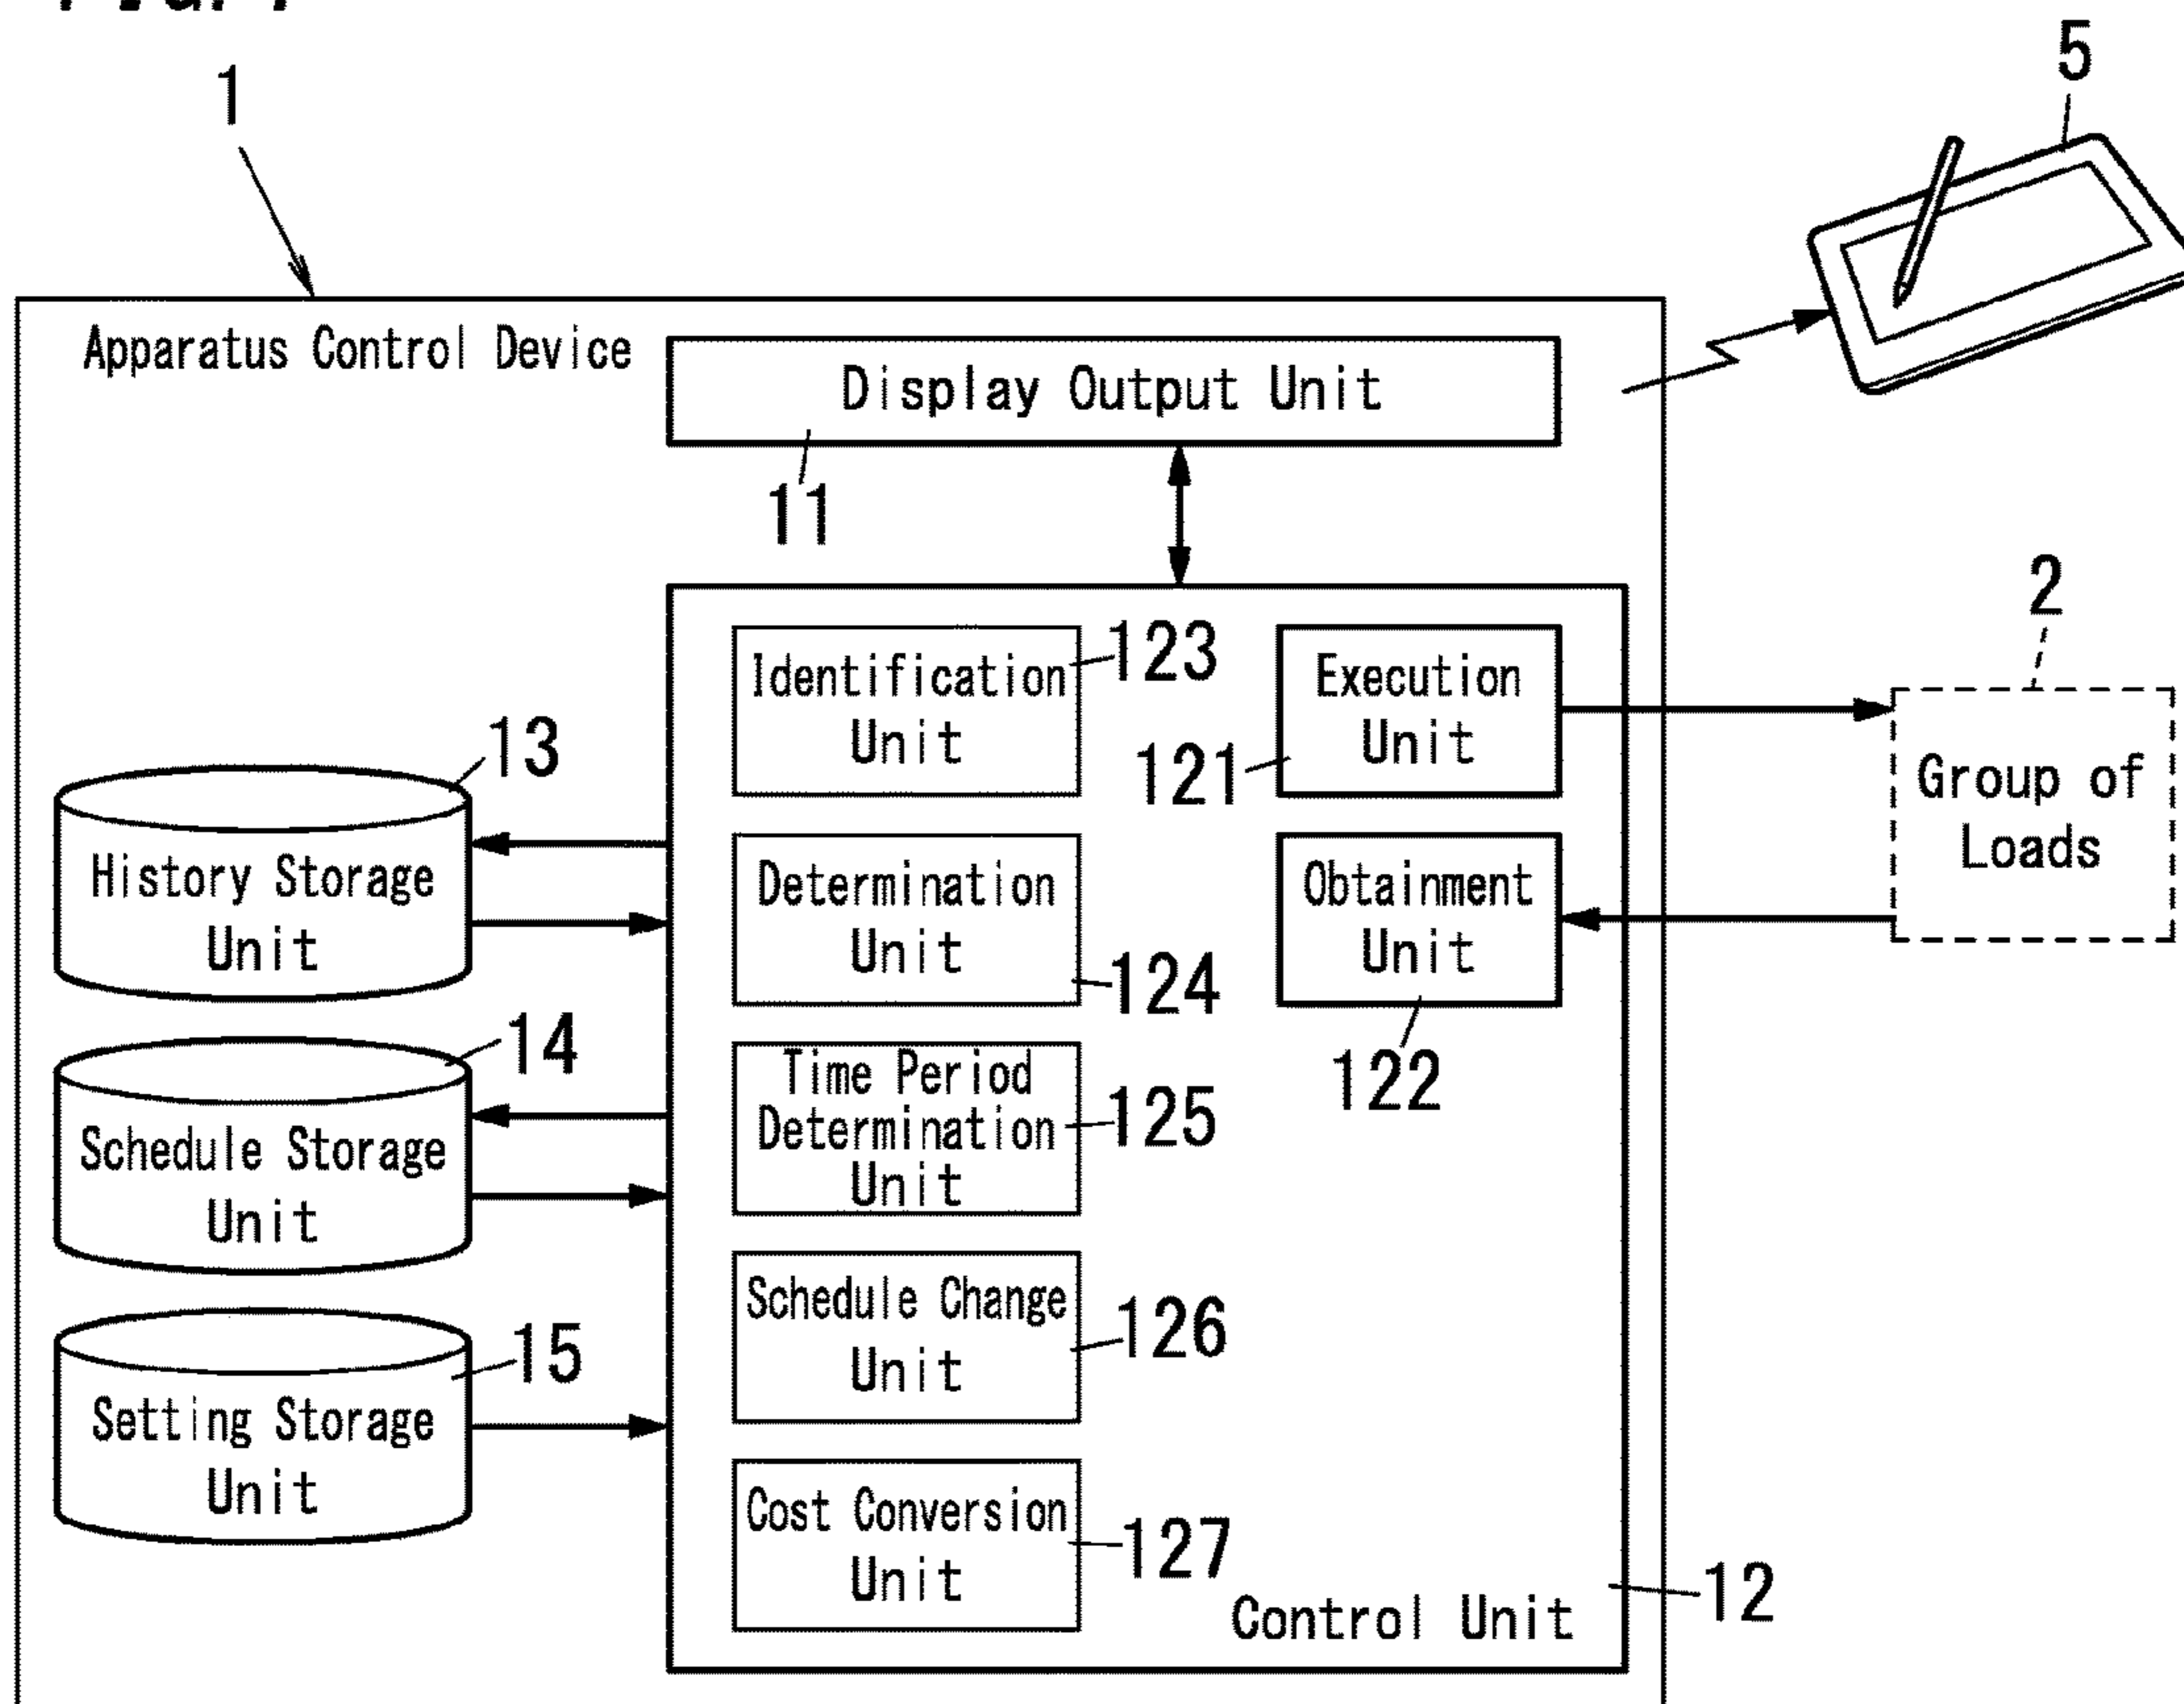 1
5
Apparatus Control Device
Display Output Unit
11
2
Identification
Unit
123
Execution
Unit
121
Group of
Loads
13
History Storage
Unit
Determination
Unit
124
Obtainment
Unit
122
14
Schedule Storage
Unit
Time Period
Determination
Unit
125
Schedule Change
Unit
126
15
Setting Storage
Unit
Cost Conversion
Unit
127
Control Unit
12